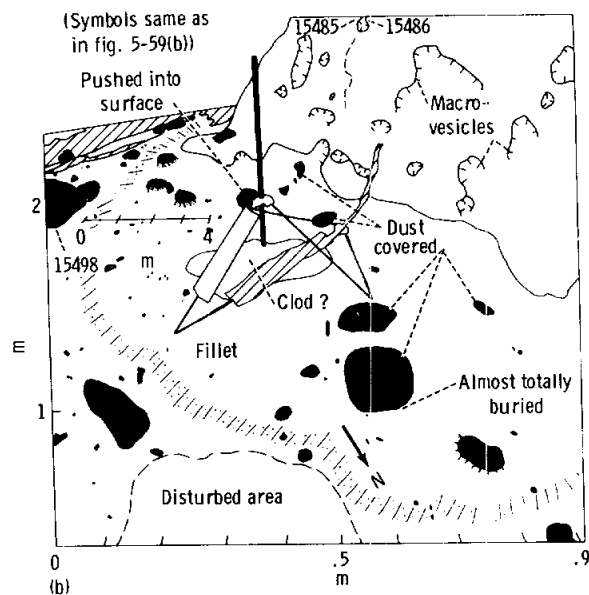 (Symbols same as
in fig. 5-59(b))
15485
15486
Pushed into
surface
Macro-
vesicles
2
0
4
m
Dust
covered
15498
Clod ?
m
Fillet
Almost totally
buried
1
N
Disturbed area
0
.5
.9
(b)
m